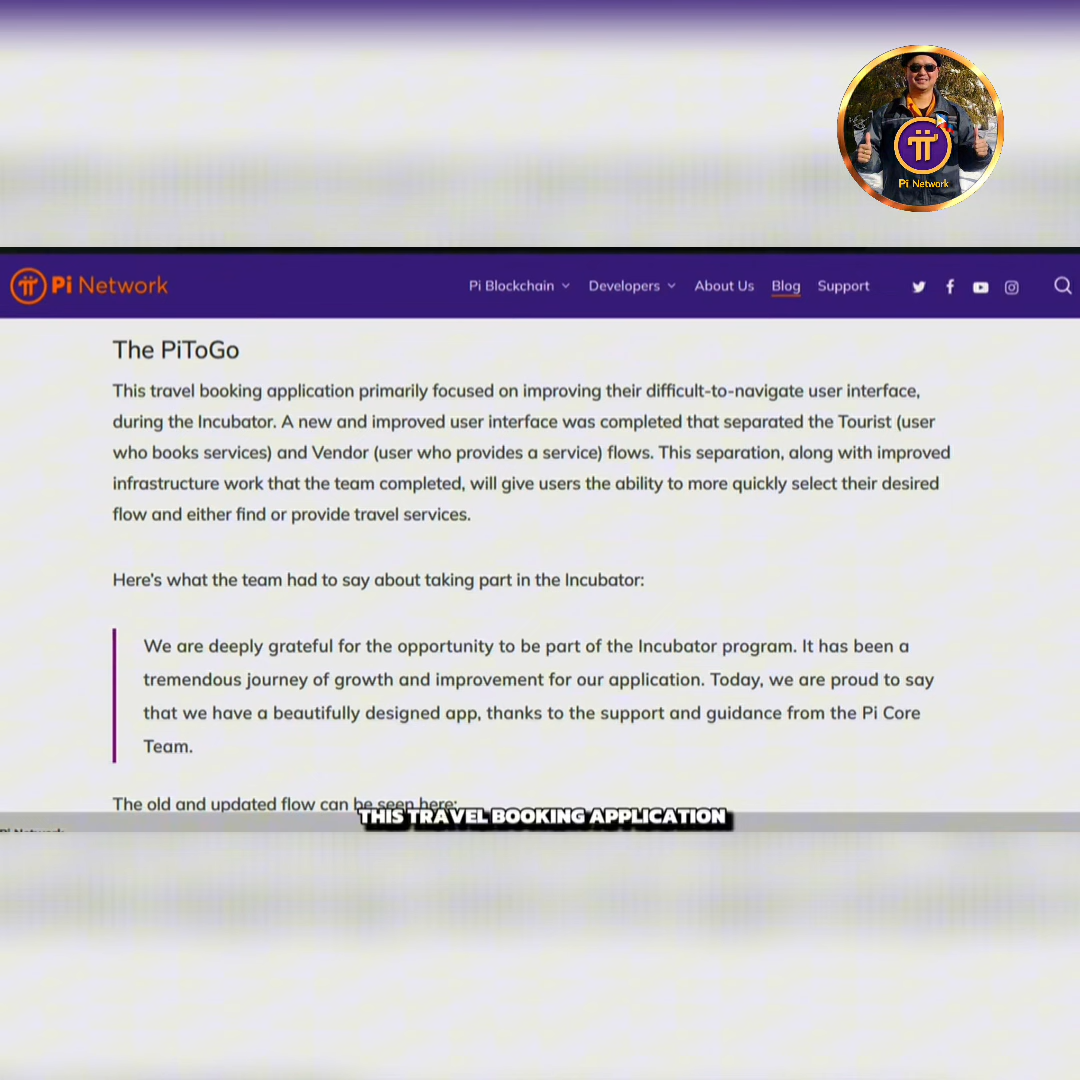 Pi Network
Pi Network
Pi Blockchain
Developers
About Us
Blog
Support
The PiToGo
This travel booking application primarily focused on improving their difficult-to-navigate user interface,
during the Incubator. A new and improved user interface was completed that separated the Tourist (user
who books services) and Vendor (user who provides a service) flows. This separation, along with improved
infrastructure work that the team completed, will give users the ability to more quickly select their desired
flow and either find or provide travel services.
Here's what the team had to say about taking part in the Incubator:
We are deeply grateful for the opportunity to be part of the Incubator program. It has been a
tremendous journey of growth and improvement for our application. Today, we are proud to say
that we have a beautifully designed app, thanks to the support and guidance from the Pi Core
Team.
The old and updated flow can be seen here:
THIS TRAVEL BOOKING APPLICATION